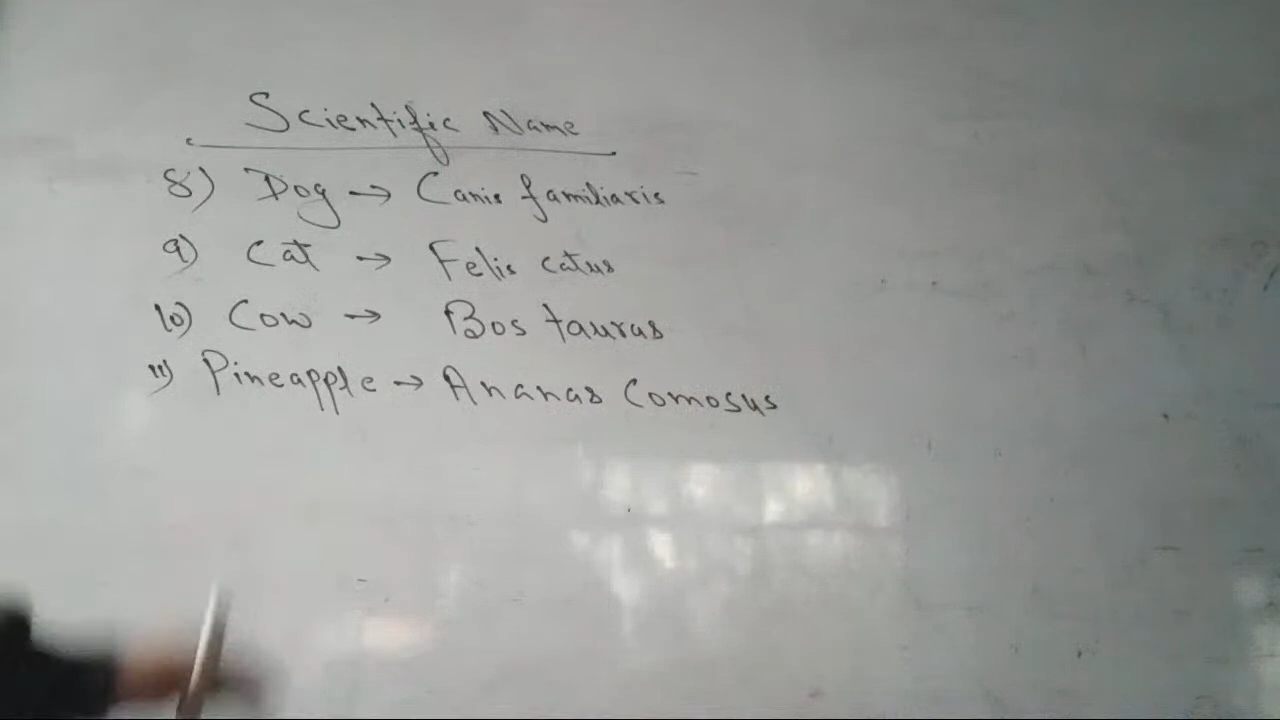 Scientific Name
8) Dog → Canis familiaris
9) Cat → Felis catus
10) Cow → Bos taurus
11) Pineapple → Ananas Comosus